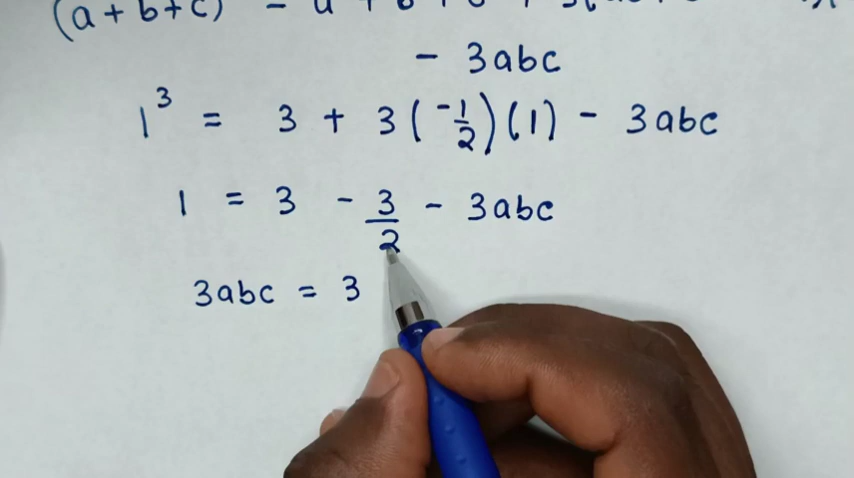 (a + b + c)
- 3abc
1³ = 3 + 3(-1/2)(1) - 3abc
1 = 3 - 3/2 - 3abc
3abc = 3